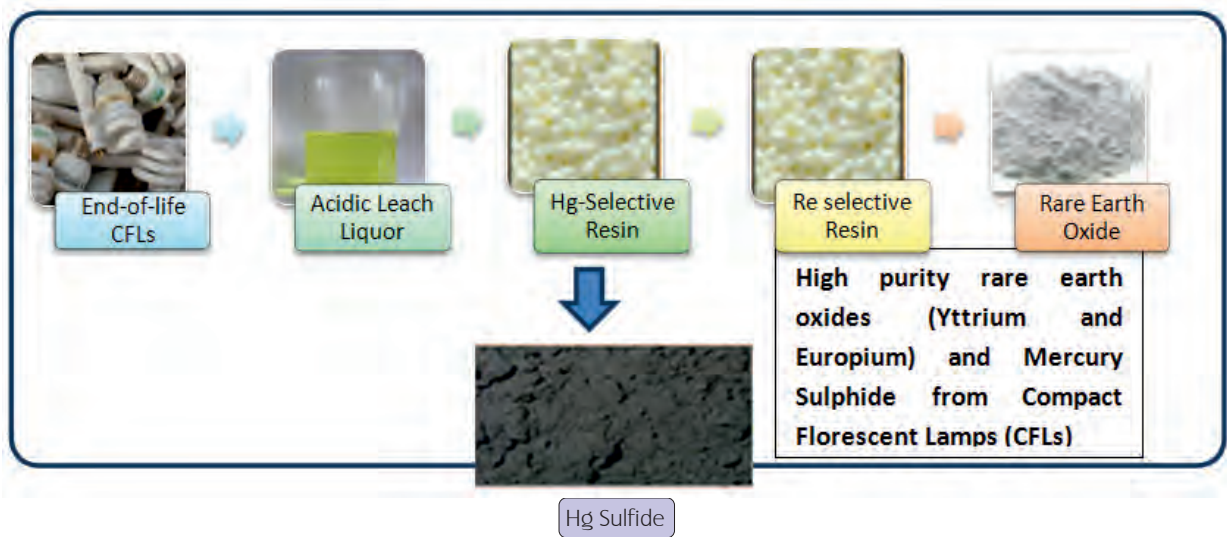 End-of-life
CFLs
Acidic Leach
Liquor
Hg-Selective
Resin
Re selective
Resin
Rare Earth
Oxide
High purity rare earth
oxides (Yttrium and
Europium) and Mercury
Sulphide from Compact
Florescent Lamps (CFLs)
Hg Sulfide